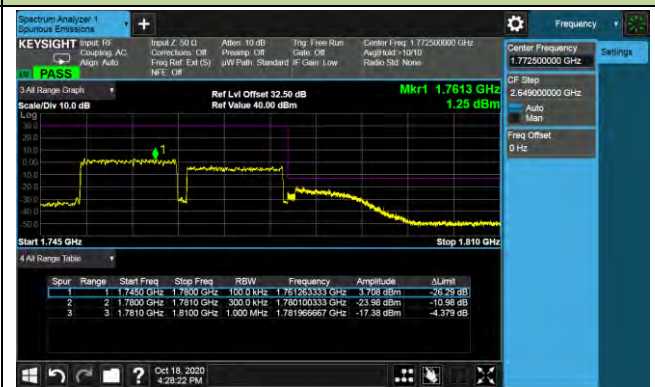 Spectrum Analyzer 1
Spurious Emissions
Frequency
KEYSIGHT
Input: RF
Coupling: AC
Align: Auto
Input Z: 50 Ω
Corrections: Off
Freq Ref: Ext (S)
NFE: Off
Atten: 10 dB
Preamp: Off
µW Path: Standard
Trig: Free Run
Gate: Off
IF Gain: Low
Center Freq: 1.772500000 GHz
Avg|Hold:>10/10
Radio Std: None
PASS
3 All Range Graph
Scale/Div 10.0 dB
Ref Lvl Offset 32.50 dB
Ref Value 40.00 dBm
Mkr1 1.7613 GHz
1.25 dBm
Log
30.0
20.0
10.0
0.00
-10.0
-20.0
-30.0
-40.0
-50.0
1
Start 1.745 GHz
Stop 1.810 GHz
4 All Range Table
Spur Range Start Freq Stop Freq RBW Frequency Amplitude ΔLimit
1 1 1.7450 GHz 1.7800 GHz 100.0 kHz 1.761263333 GHz 3.708 dBm -26.29 dB
2 2 1.7800 GHz 1.7810 GHz 300.0 kHz 1.780100333 GHz -23.98 dBm -10.98 dB
3 3 1.7810 GHz 1.8100 GHz 1.000 MHz 1.781966667 GHz -17.38 dBm -4.379 dB
Center Frequency
1.772500000 GHz
Settings
CF Step
2.649000000 GHz
Auto
Man
Freq Offset
0 Hz
Oct 18, 2020
4:28:22 PM